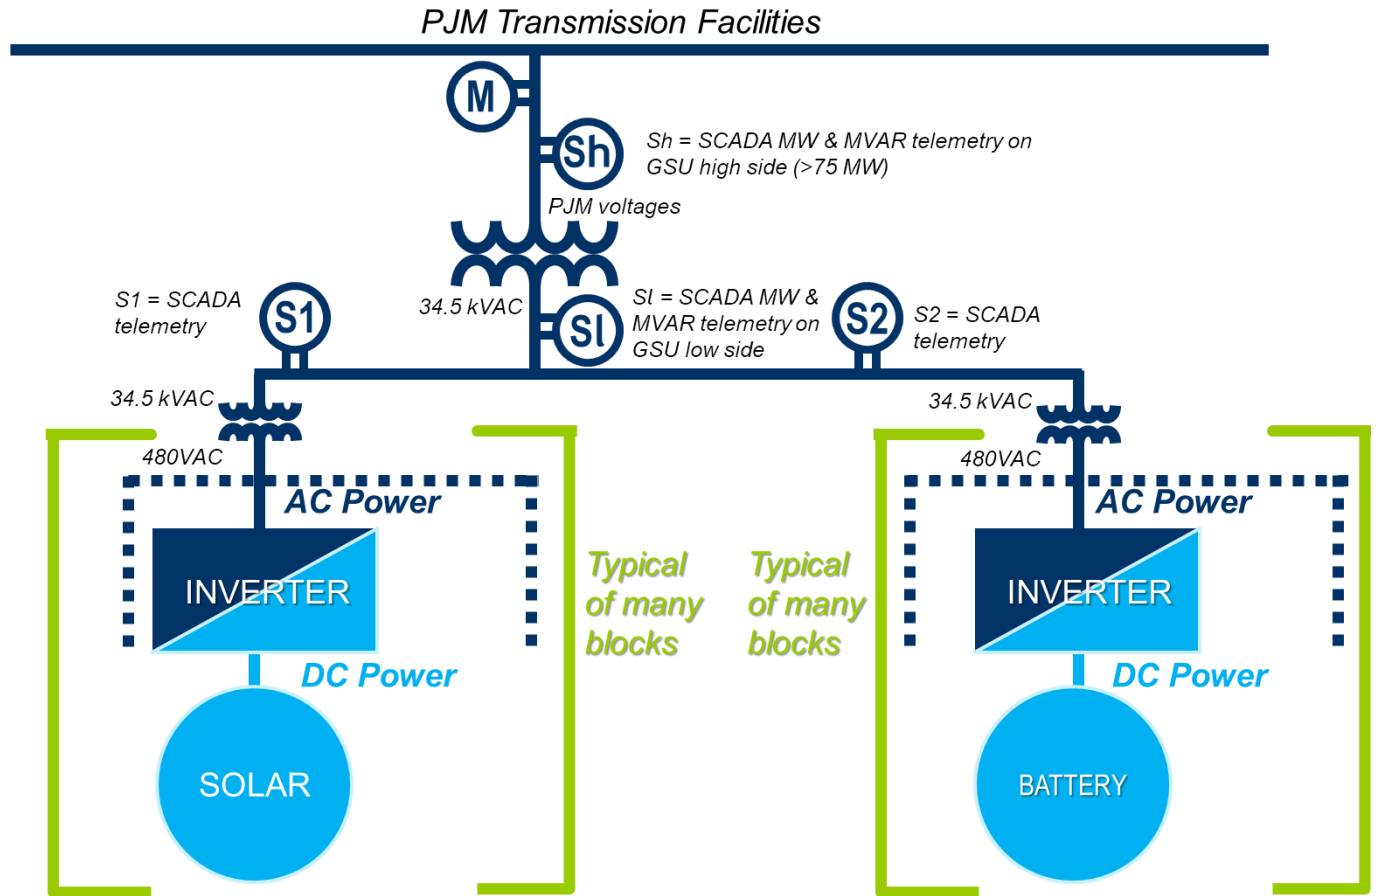 PJM Transmission Facilities
M
Sh
Sh = SCADA MW & MVAR telemetry on
GSU high side (>75 MW)
PJM voltages
34.5 kVAC
S1 = SCADA
telemetry
S1
Sl
Sl = SCADA MW &
MVAR telemetry on
GSU low side
S2
S2 = SCADA
telemetry
34.5 kVAC
480VAC
AC Power
INVERTER
DC Power
SOLAR
Typical
of many
blocks
Typical
of many
blocks
34.5 kVAC
480VAC
AC Power
INVERTER
DC Power
BATTERY